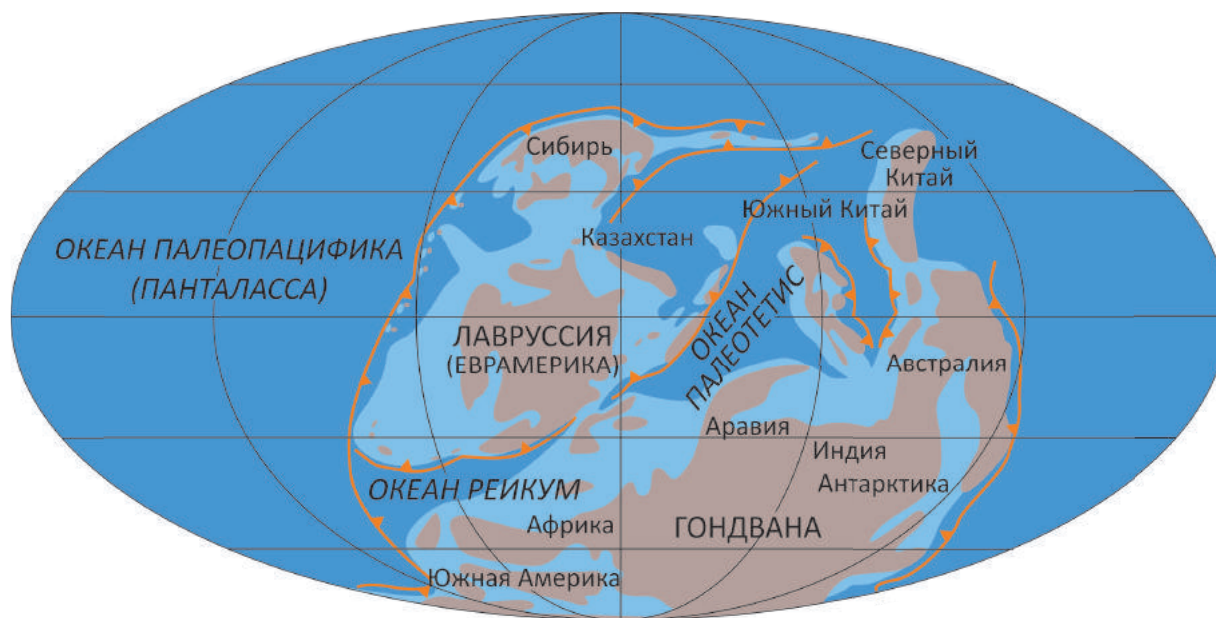 Сибирь
Северный
Китай
Южный Китай
Казахстан
ОКЕАН ПАЛЕОПАЦИФИКА
(ПАНТАЛАССА)
ОКЕАН
ПАЛЕОТЕТИС
ЛАВРУССИЯ
(ЕВРАМЕРИКА)
Австралия
Аравия
Индия
Антарктика
ОКЕАН РЕИКУМ
Африка
ГОНДВАНА
Южная Америка